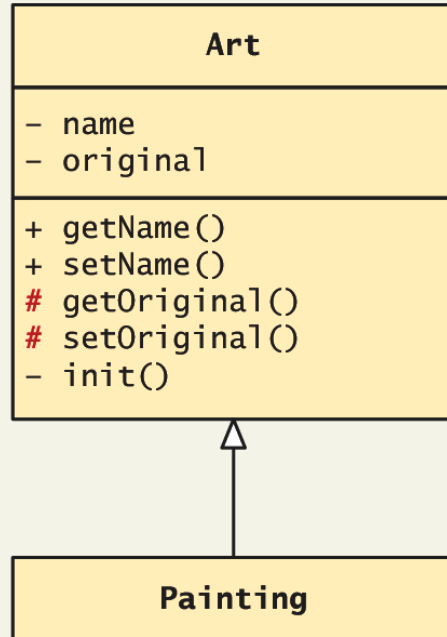 Art
- name
- original
+ getName()
+ setName()
# getOriginal()
# setOriginal()
- init()
Painting